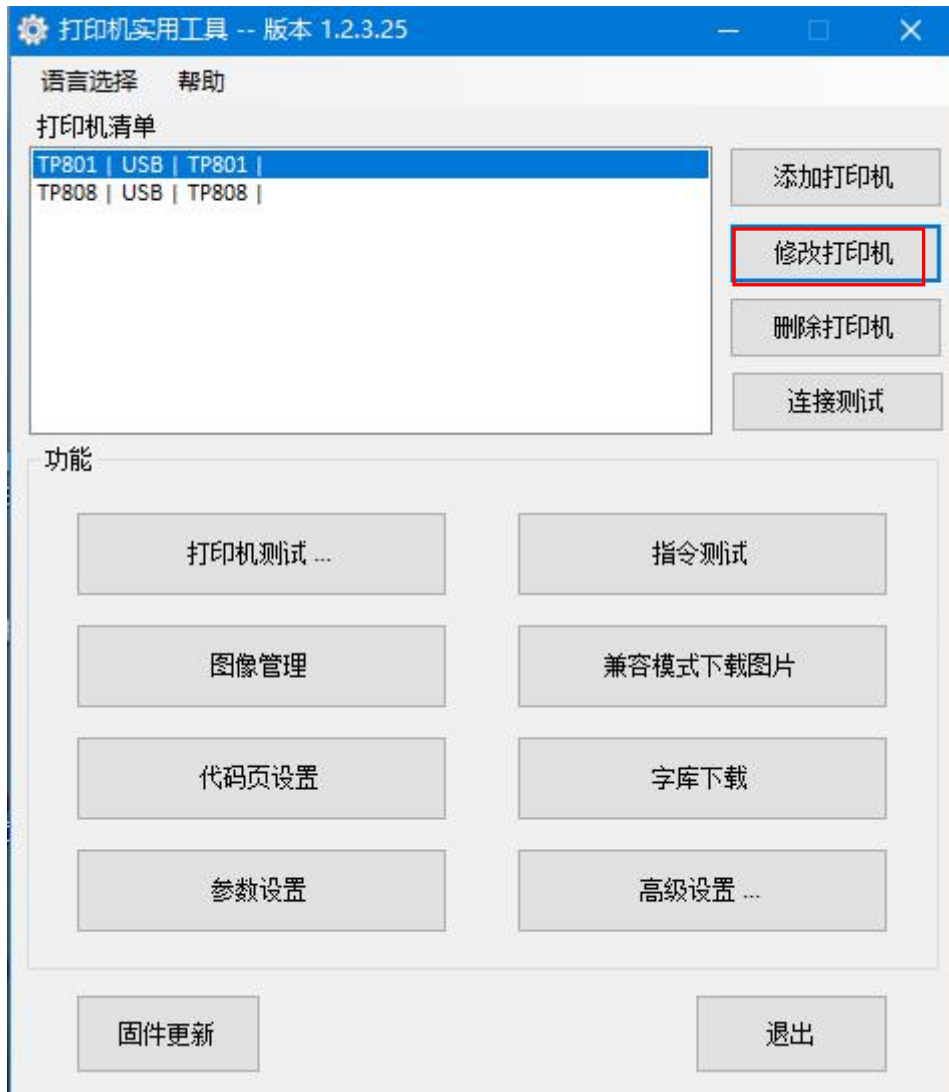 打印机实用工具 -- 版本 1.2.3.25
语言选择 帮助
打印机清单
TP801 | USB | TP801 |
TP808 | USB | TP808 |
添加打印机
修改打印机
删除打印机
连接测试
功能
打印机测试 ...
指令测试
图像管理
兼容模式下载图片
代码页设置
字库下载
参数设置
高级设置 ...
固件更新
退出